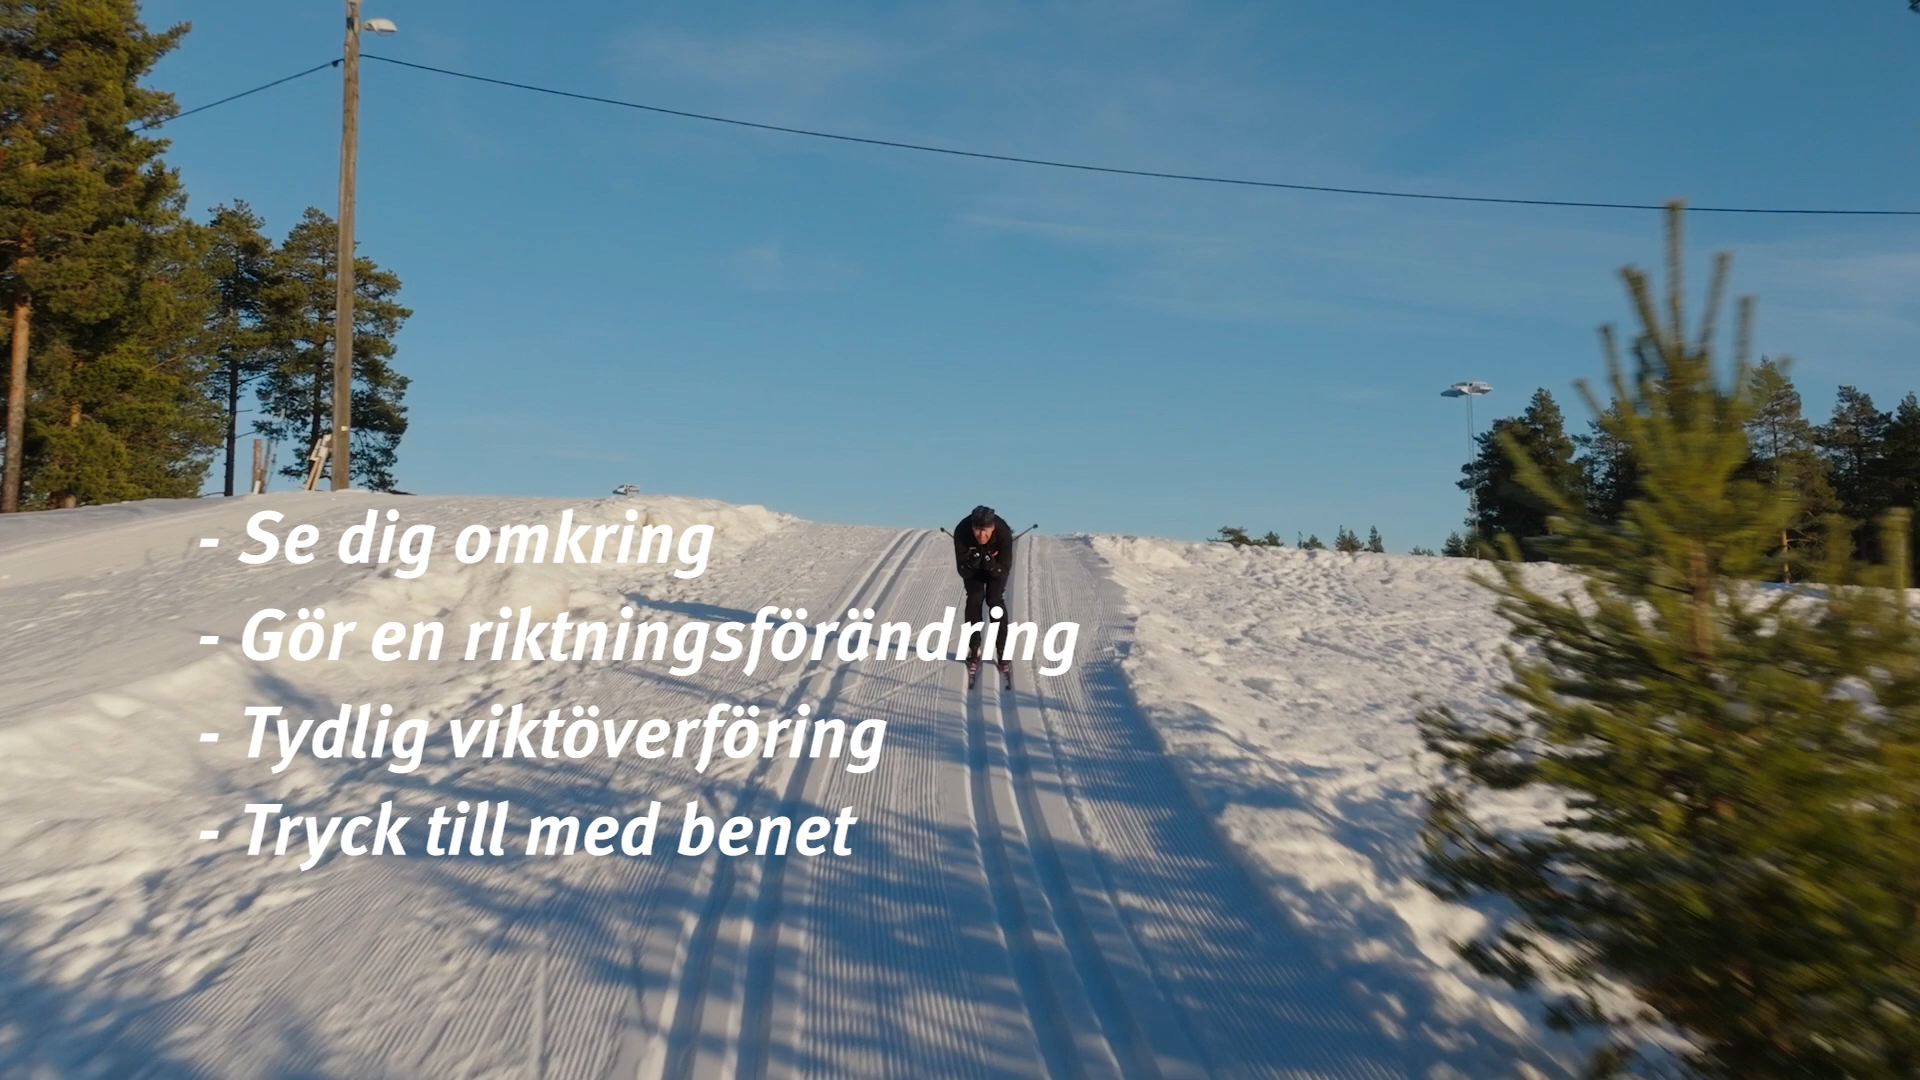 - Se dig omkring
- Gör en riktningsförändring
- Tydlig viktöverföring
- Tryck till med benet